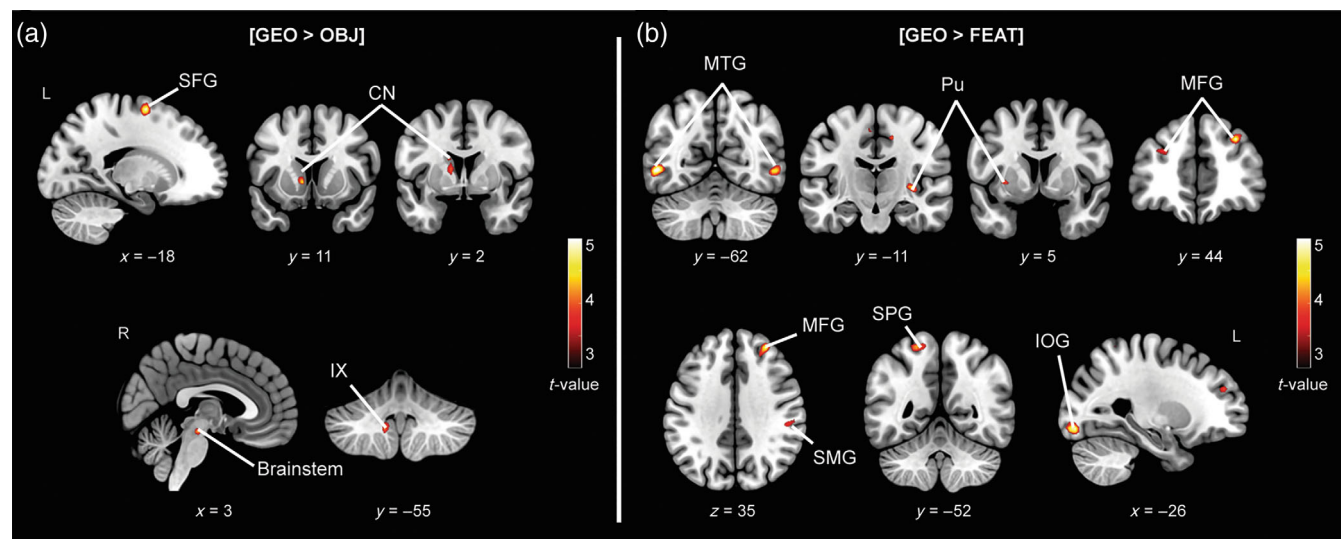 (a)
[GEO > OBJ]
L
SFG
CN
x = −18
y = 11
y = 2
5
4
3
t-value
R
Brainstem
IX
x = 3
y = −55
(b)
[GEO > FEAT]
MTG
Pu
MFG
y = −62
y = −11
y = 5
y = 44
5
4
3
t-value
MFG
SMG
SPG
IOG
L
z = 35
y = −52
x = −26